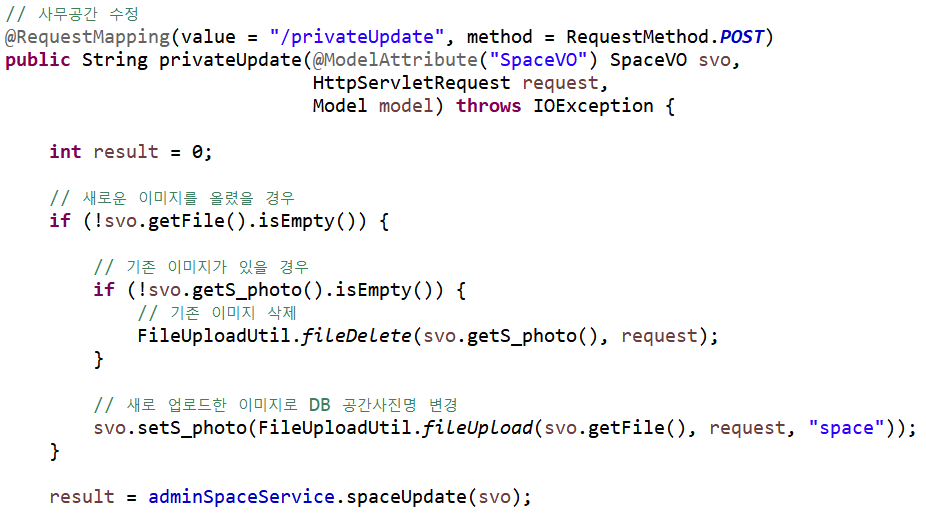 // 사무공간 수정
@RequestMapping(value = "/privateUpdate", method = RequestMethod.POST)
public String privateUpdate(@ModelAttribute("SpaceVO") SpaceVO svo,
HttpServletRequest request,
Model model) throws IOException {
int result = 0;
// 새로운 이미지를 올렸을 경우
if (!svo.getFile().isEmpty()) {
// 기존 이미지가 있을 경우
if (!svo.getS_photo().isEmpty()) {
// 기존 이미지 삭제
FileUploadUtil.fileDelete(svo.getS_photo(), request);
}
// 새로 업로드한 이미지로 DB 공간사진명 변경
svo.setS_photo(FileUploadUtil.fileUpload(svo.getFile(), request, "space"));
}
result = adminSpaceService.spaceUpdate(svo);